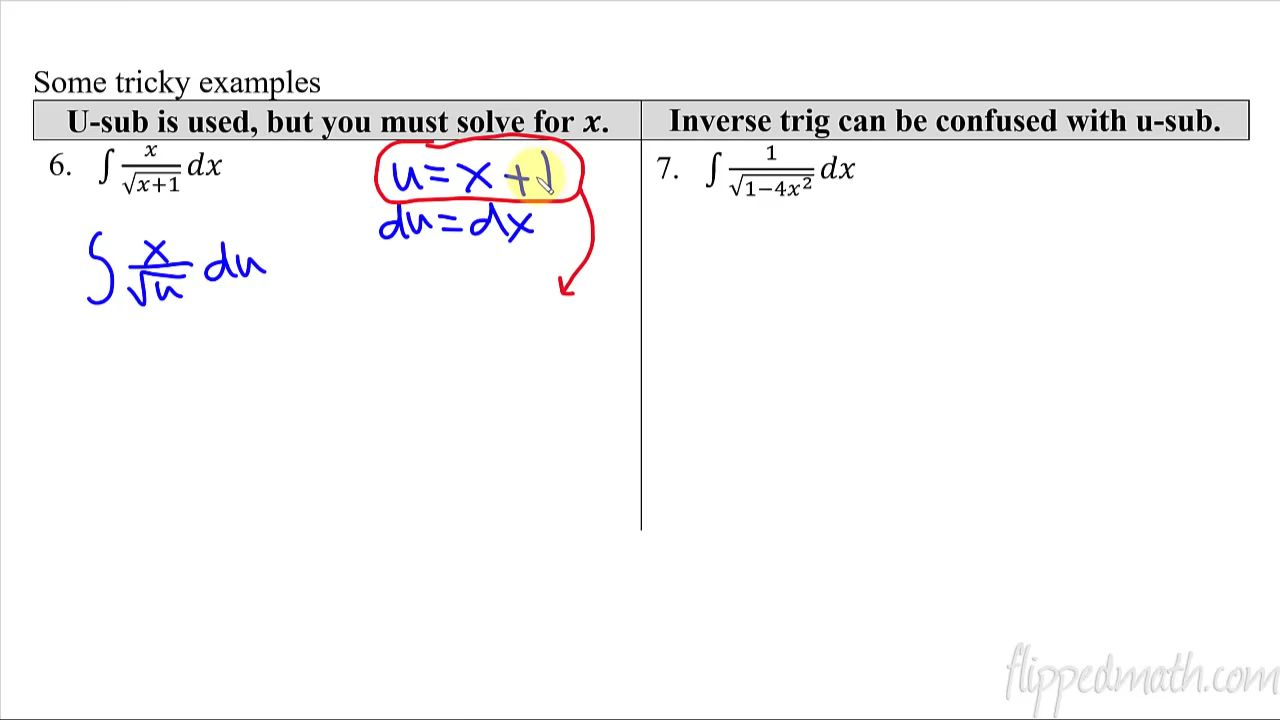 Some tricky examples
U-sub is used, but you must solve for x.
6. ∫ x/√(x+1) dx
u = x + 1
du = dx
∫ x/√u du
Inverse trig can be confused with u-sub.
7. ∫ 1/√(1−4x²) dx
flippedmath.com